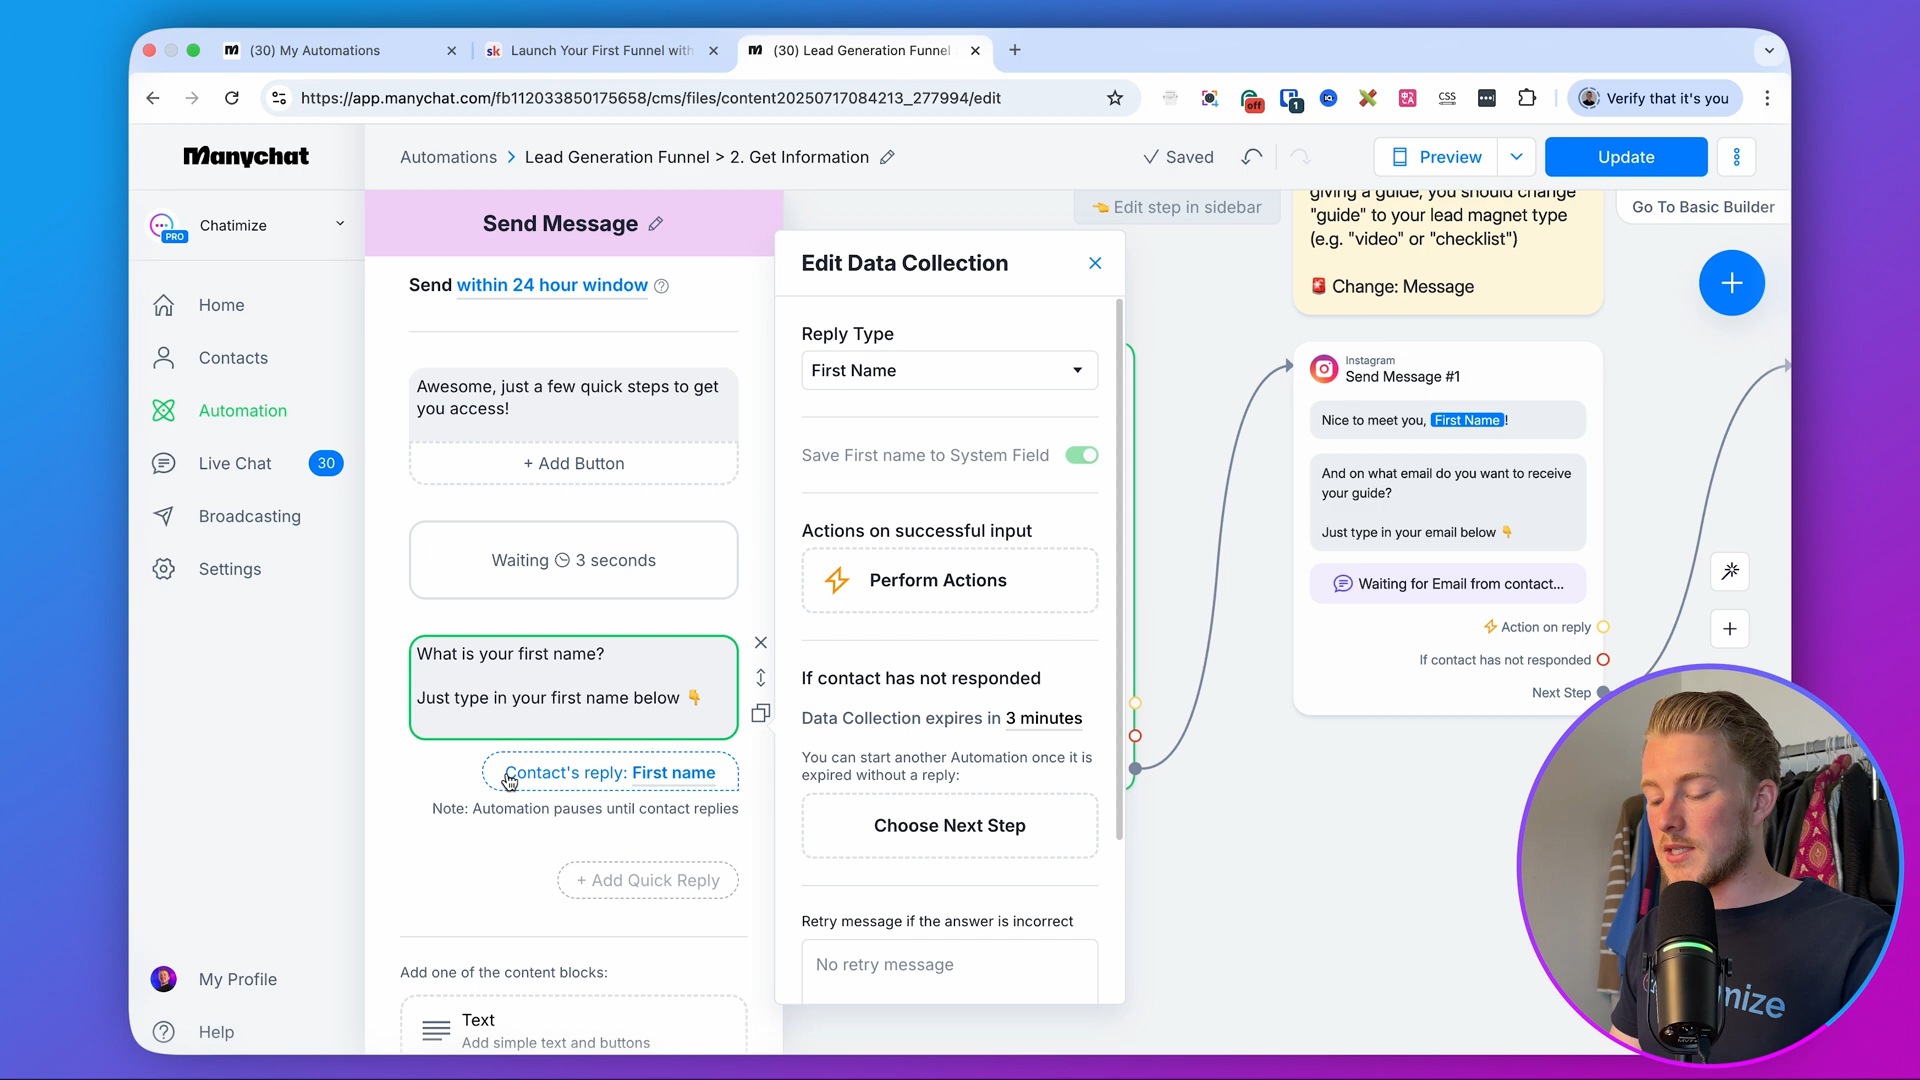 (30) My Automations
sk Launch Your First Funnel with
(30) Lead Generation Funnel
https://app.manychat.com/fb112033850175658/cms/files/content20250717084213_277994/edit
off
1
CSS
Verify that it's you
Manychat
Automations > Lead Generation Funnel > 2. Get Information
Saved
Preview
Update
PRO
Chatimize
Home
Contacts
Automation
Live Chat
30
Broadcasting
Settings
My Profile
Help
Send Message
Send within 24 hour window
Awesome, just a few quick steps to get
you access!
+ Add Button
Waiting 3 seconds
What is your first name?
Just type in your first name below 👇
Contact's reply: First name
Note: Automation pauses until contact replies
+ Add Quick Reply
Add one of the content blocks:
Text
Add simple text and buttons
Edit Data Collection
Reply Type
First Name
Save First name to System Field
Actions on successful input
Perform Actions
If contact has not responded
Data Collection expires in 3 minutes
You can start another Automation once it is
expired without a reply:
Choose Next Step
Retry message if the answer is incorrect
No retry message
👈 Edit step in sidebar
giving a guide, you should change
"guide" to your lead magnet type
(e.g. "video" or "checklist")
🚨 Change: Message
Go To Basic Builder
Instagram
Send Message #1
Nice to meet you, First Name!
And on what email do you want to receive
your guide?
Just type in your email below 👇
Waiting for Email from contact...
Action on reply
If contact has not responded
Next Step
mize